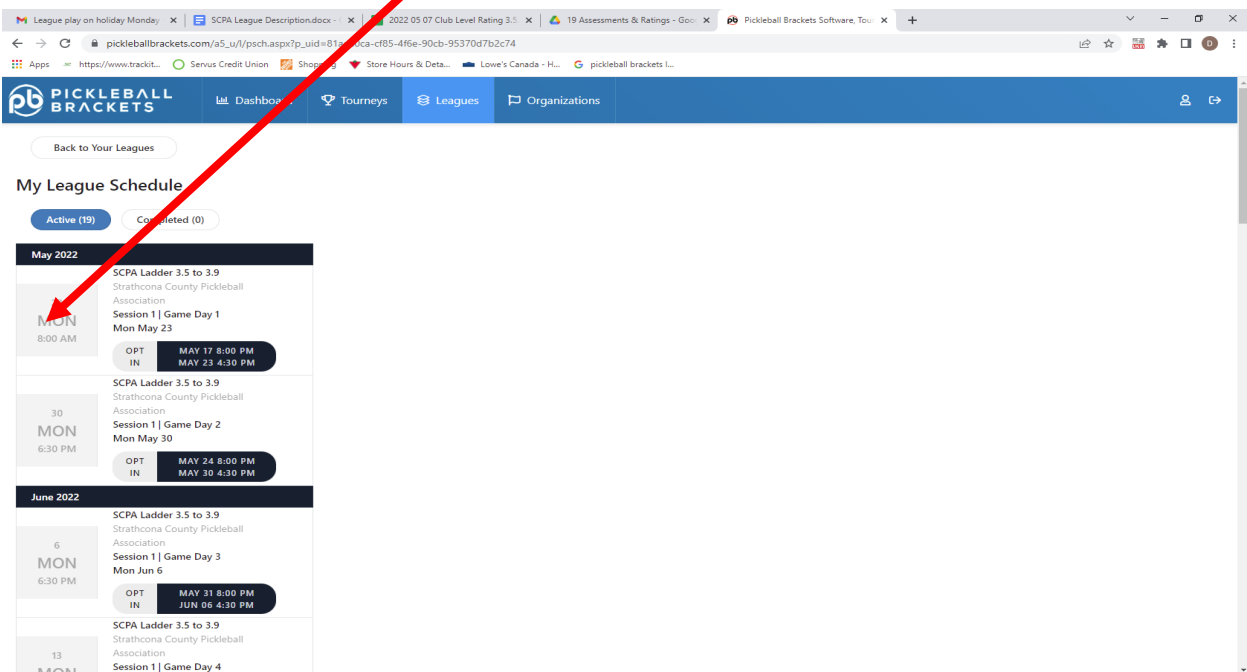 League play on holiday Monday
SCPA League Description.docx -
2022 05 07 Club Level Rating 3.5
19 Assessments & Ratings - Goo
Pickleball Brackets Software, Tou
pickleballbrackets.com/a5_u/l/psch.aspx?p_uid=81a
ca-cf85-4f6e-90cb-95370d7b2c74
Apps
https://www.trackit...
Servus Credit Union
Store Hours & Deta...
Lowe's Canada - H...
pickleball brackets l...
D
pb PICKLEBALL
BRACKETS
Dashboard
Tourneys
Leagues
Organizations
Back to Your Leagues
My League Schedule
Active (19)
Completed (0)
May 2022
MON
8:00 AM
SCPA Ladder 3.5 to 3.9
Strathcona County Pickleball
Association
Session 1 | Game Day 1
Mon May 23
OPT
IN
MAY 17 8:00 PM
MAY 23 4:30 PM
30
MON
6:30 PM
SCPA Ladder 3.5 to 3.9
Strathcona County Pickleball
Association
Session 1 | Game Day 2
Mon May 30
OPT
IN
MAY 24 8:00 PM
MAY 30 4:30 PM
June 2022
6
MON
6:30 PM
SCPA Ladder 3.5 to 3.9
Strathcona County Pickleball
Association
Session 1 | Game Day 3
Mon Jun 6
OPT
IN
MAY 31 8:00 PM
JUN 06 4:30 PM
13
MON
SCPA Ladder 3.5 to 3.9
Strathcona County Pickleball
Association
Session 1 | Game Day 4